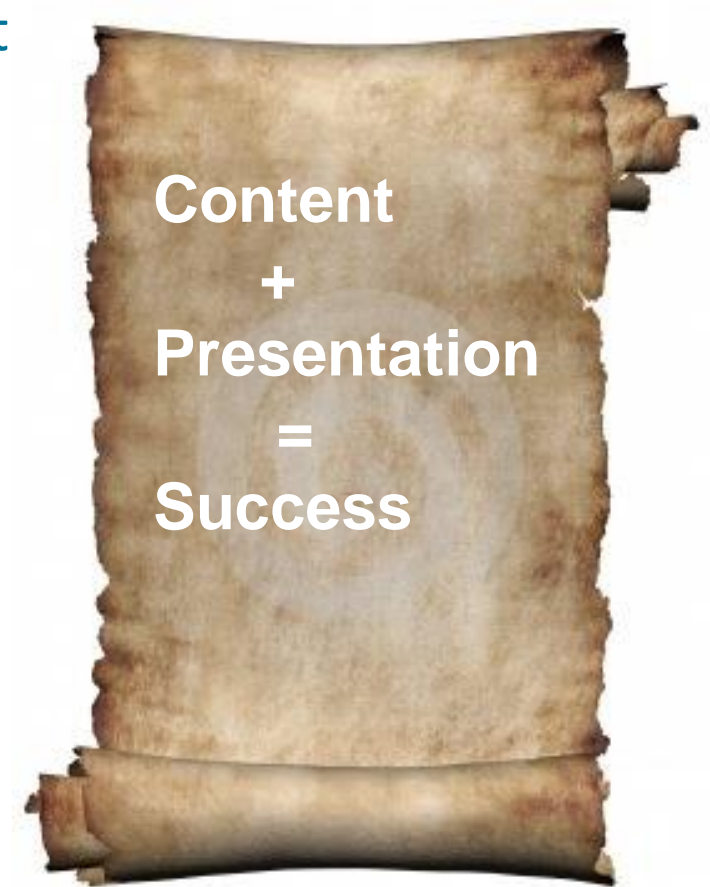 t
Content
+
Presentation
=
Success